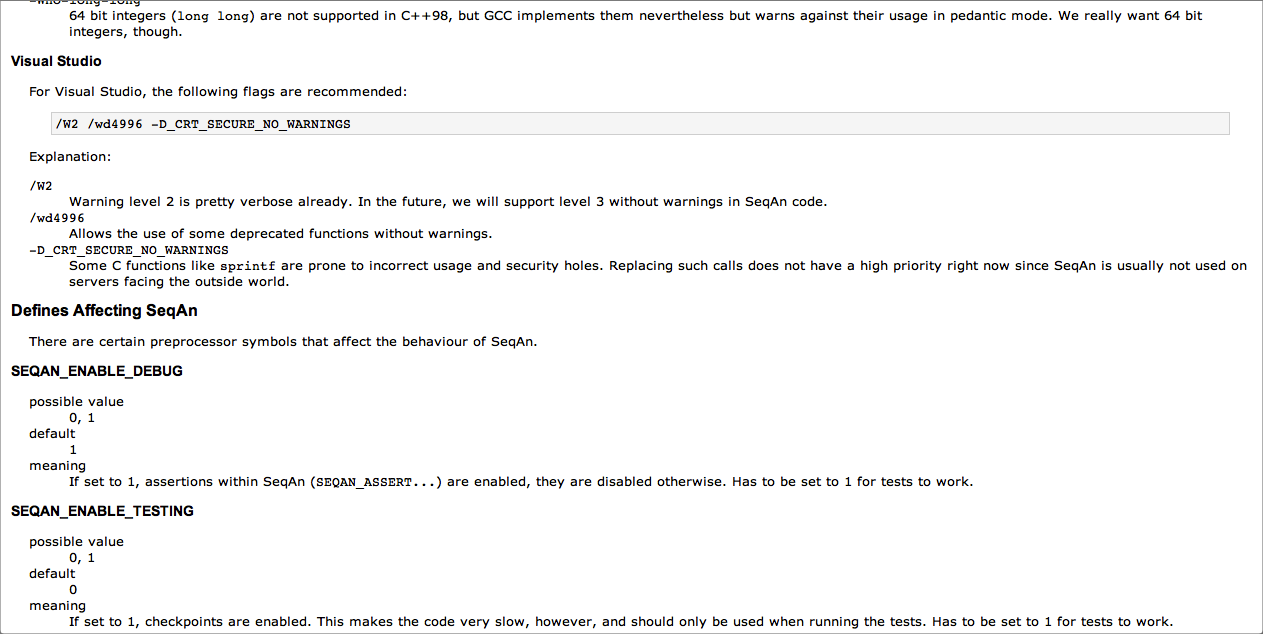 64 bit integers (long long) are not supported in C++98, but GCC implements them nevertheless but warns against their usage in pedantic mode. We really want 64 bit
integers, though.
Visual Studio
For Visual Studio, the following flags are recommended:
/W2 /wd4996 -D_CRT_SECURE_NO_WARNINGS
Explanation:
/W2
Warning level 2 is pretty verbose already. In the future, we will support level 3 without warnings in SeqAn code.
/wd4996
Allows the use of some deprecated functions without warnings.
-D_CRT_SECURE_NO_WARNINGS
Some C functions like sprintf are prone to incorrect usage and security holes. Replacing such calls does not have a high priority right now since SeqAn is usually not used on
servers facing the outside world.
Defines Affecting SeqAn
There are certain preprocessor symbols that affect the behaviour of SeqAn.
SEQAN_ENABLE_DEBUG
possible value
0, 1
default
1
meaning
If set to 1, assertions within SeqAn (SEQAN_ASSERT...) are enabled, they are disabled otherwise. Has to be set to 1 for tests to work.
SEQAN_ENABLE_TESTING
possible value
0, 1
default
0
meaning
If set to 1, checkpoints are enabled. This makes the code very slow, however, and should only be used when running the tests. Has to be set to 1 for tests to work.